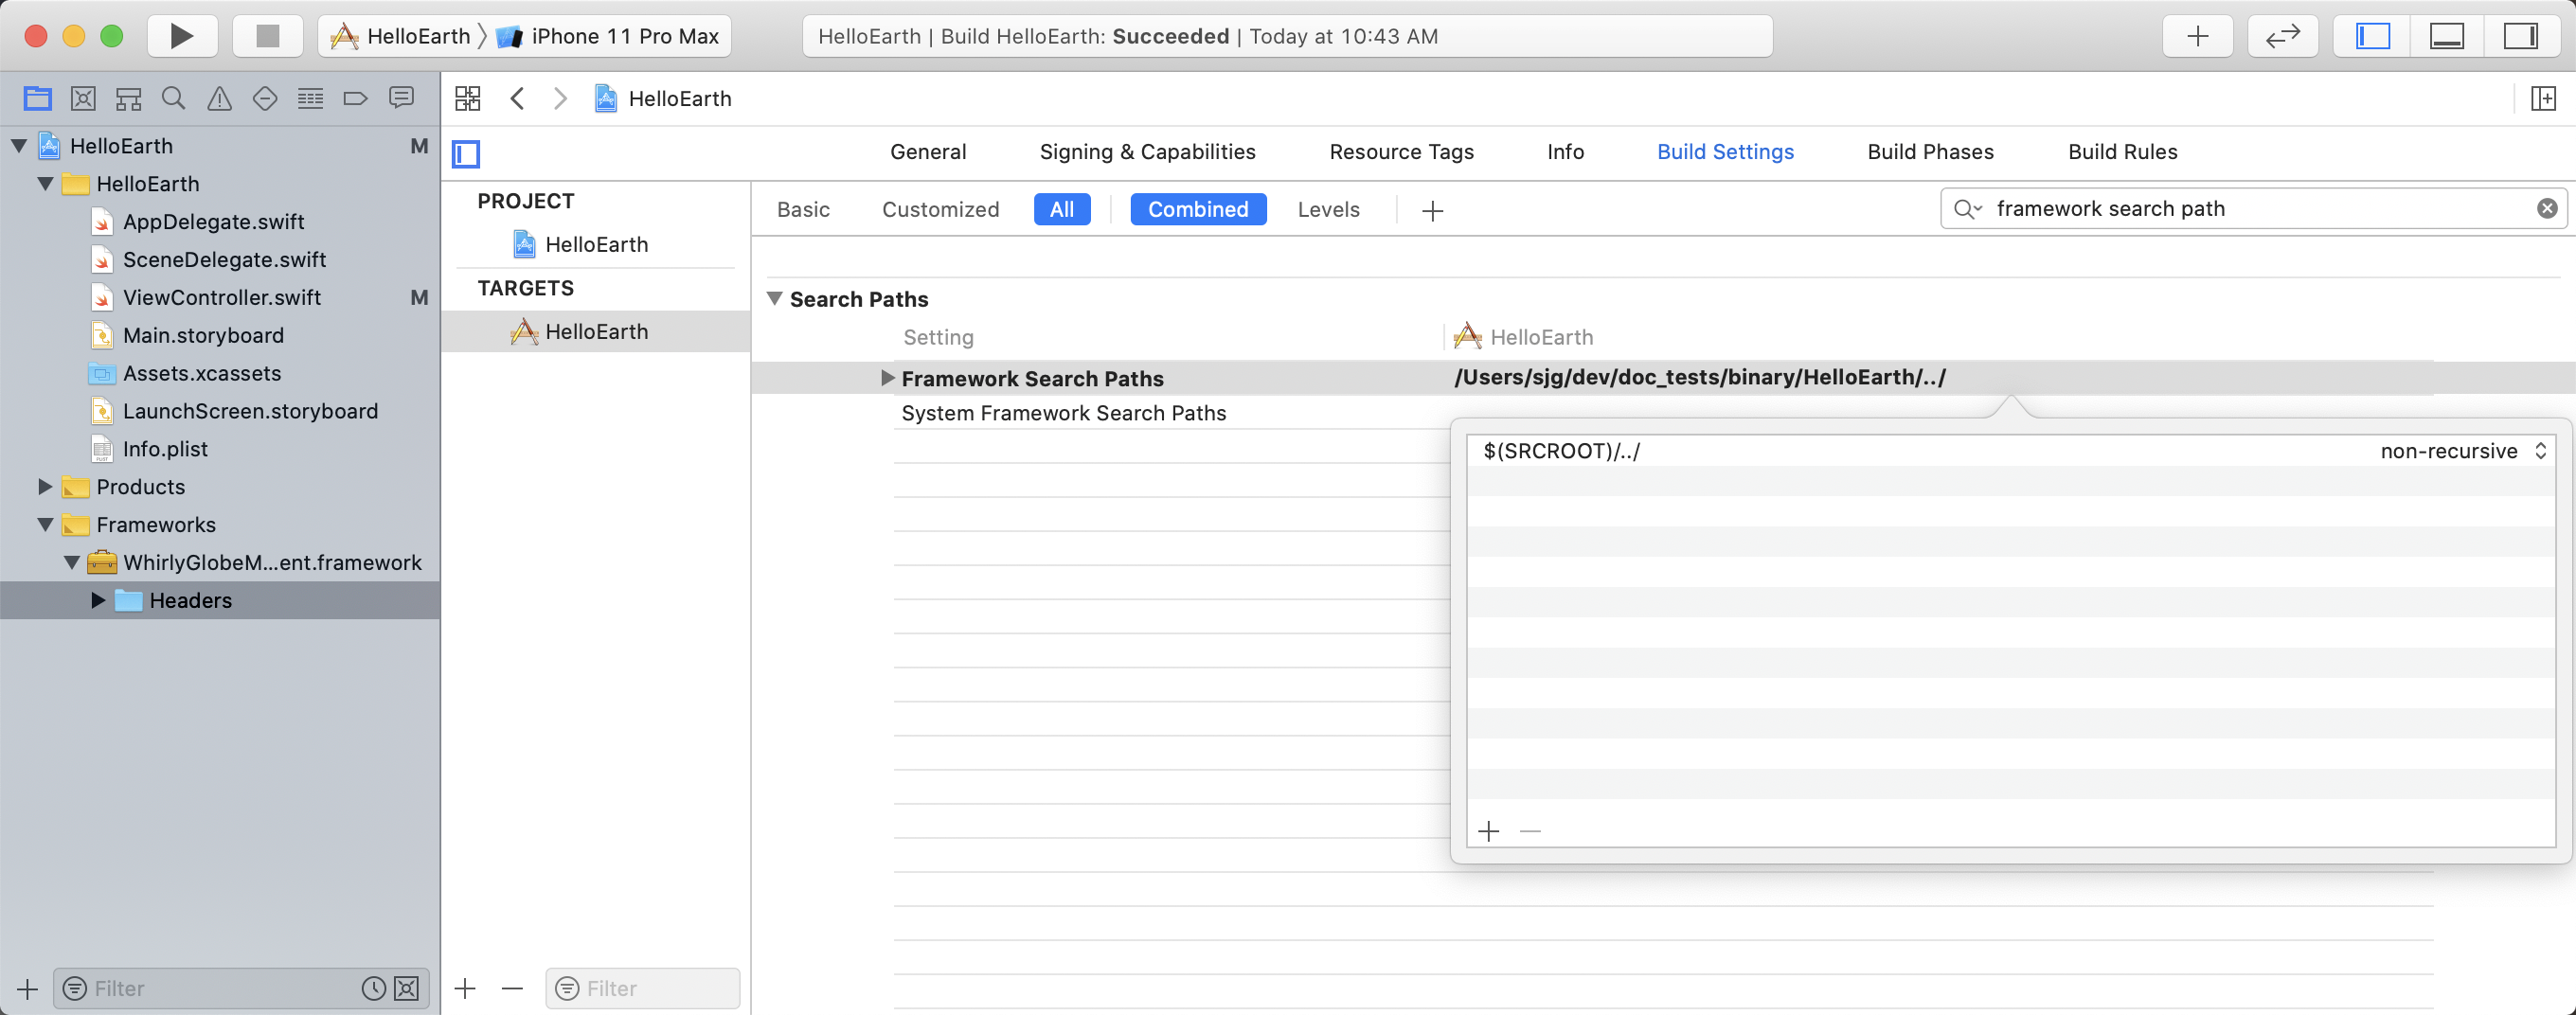 HelloEarth 〉 iPhone 11 Pro Max
HelloEarth | Build HelloEarth: Succeeded | Today at 10:43 AM
HelloEarth M
HelloEarth
AppDelegate.swift
SceneDelegate.swift
ViewController.swift M
Main.storyboard
Assets.xcassets
LaunchScreen.storyboard
Info.plist
Products
Frameworks
WhirlyGlobeM...ent.framework
Headers
Filter
HelloEarth
General Signing & Capabilities Resource Tags Info Build Settings Build Phases Build Rules
PROJECT
HelloEarth
TARGETS
HelloEarth
Filter
Basic Customized All Combined Levels framework search path
Search Paths
Setting HelloEarth
Framework Search Paths /Users/sjg/dev/doc_tests/binary/HelloEarth/../
System Framework Search Paths
$(SRCROOT)/../ non-recursive